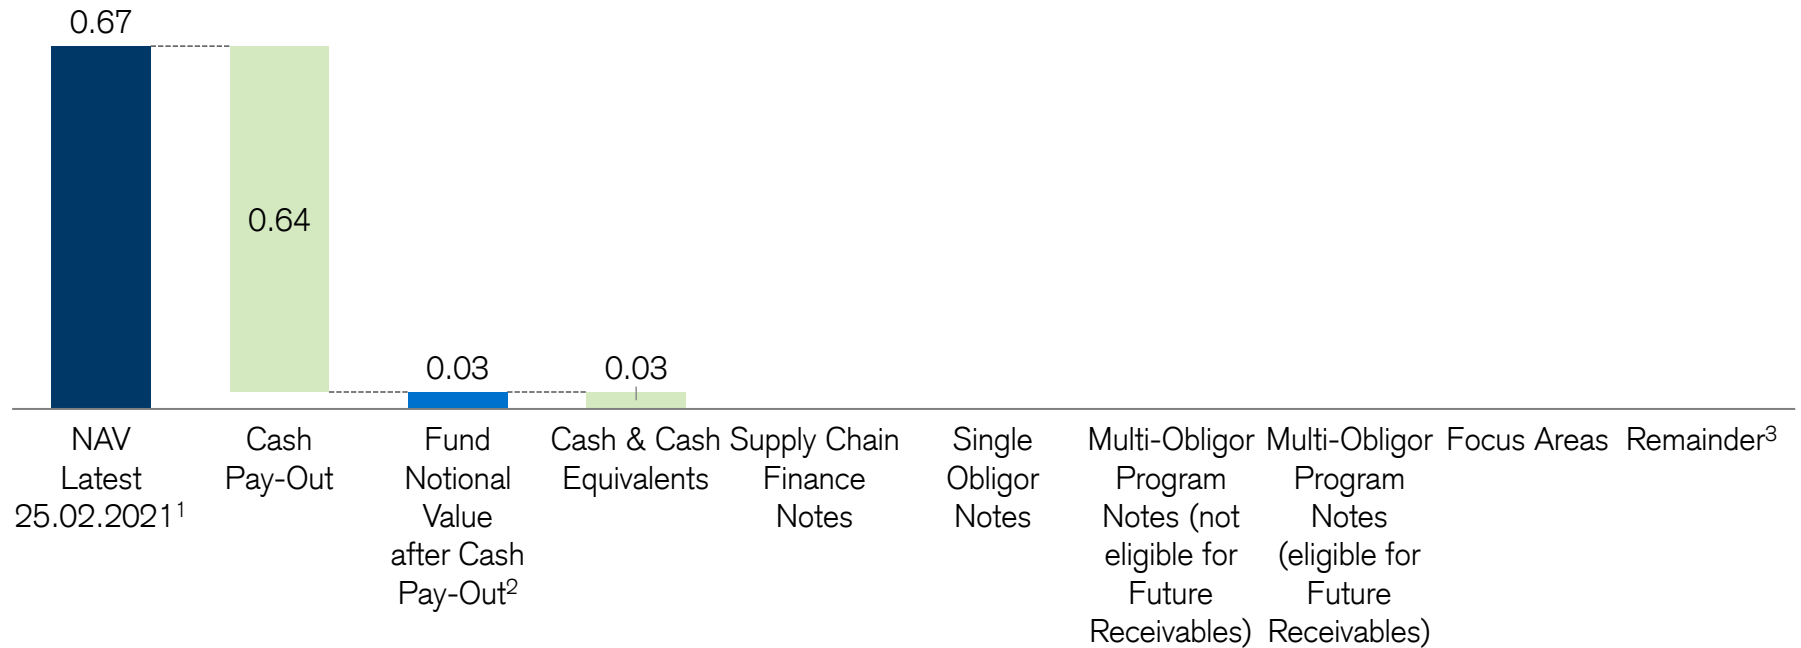 0.67
0.64
0.03
0.03
NAV
Latest
25.02.2021¹
Cash
Pay-Out
Fund
Notional
Value
after Cash
Pay-Out²
Cash & Cash
Equivalents
Supply Chain
Finance
Notes
Single
Obligor
Notes
Multi-Obligor
Program
Notes (not
eligible for
Future
Receivables)
Multi-Obligor
Program
Notes
(eligible for
Future
Receivables)
Focus Areas
Remainder³